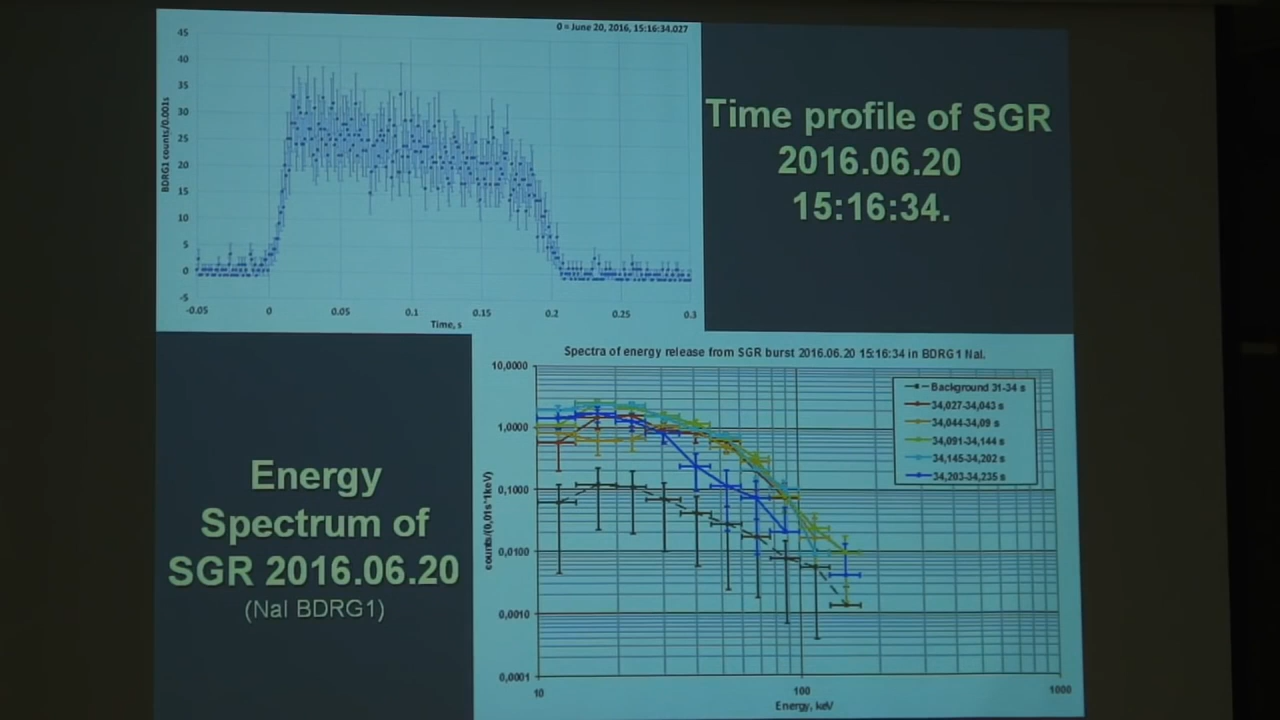 0 = June 20, 2016, 15:16:34.027
45
40
35
30
25
20
15
10
5
0
-5
BDRG1 counts/0.001s
-0.05
0
0.05
0.1
0.15
0.2
0.25
0.3
Time, s
Time profile of SGR
2016.06.20
15:16:34.
Energy
Spectrum of
SGR 2016.06.20
(NaI BDRG1)
Spectra of energy release from SGR burst 2016.06.20 15:16:34 in BDRG1 NaI.
10,0000
1,0000
0,1000
0,0100
0,0010
0,0001
counts/(0,01s*1keV)
Background 31-34 s
34,027-34,043 s
34,044-34,09 s
34,091-34,144 s
34,145-34,202 s
34,203-34,235 s
10
100
1000
Energy, keV